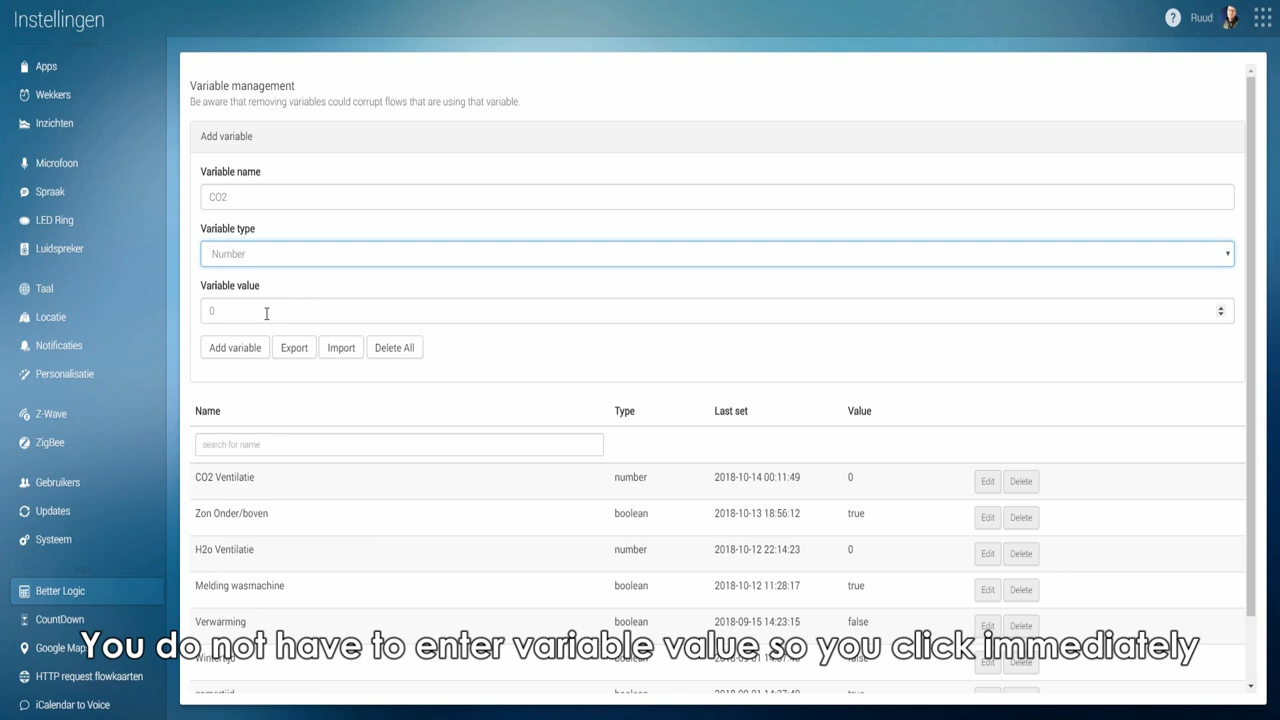 Instellingen
? Ruud
Apps
Wekkers
Inzichten
Microfoon
Spraak
LED Ring
Luidspreker
Taal
Locatie
Notificaties
Personalisatie
Z-Wave
ZigBee
Gebruikers
Updates
Systeem
Better Logic
CountDown
Google Maps
HTTP request flowkaarten
iCalendar to Voice
Variable management
Be aware that removing variables could corrupt flows that are using that variable.
Add variable
Variable name
CO2
Variable type
Number
Variable value
0
Add variable Export Import Delete All
Name Type Last set Value
search for name
CO2 Ventilatie number 2018-10-14 00:11:49 0 Edit Delete
Zon Onder/boven boolean 2018-10-13 18:56:12 true Edit Delete
H2o Ventilatie number 2018-10-12 22:14:23 0 Edit Delete
Melding wasmachine boolean 2018-10-12 11:28:17 true Edit Delete
Verwarming boolean 2018-09-15 14:23:15 false Edit Delete
You do not have to enter variable value so you click immediately